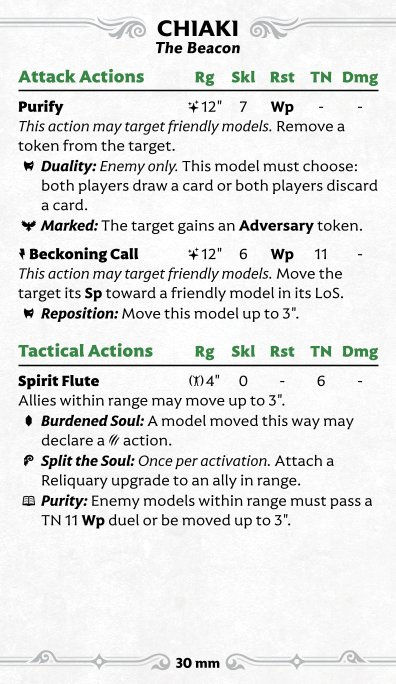 CHIAKI
The Beacon
Attack Actions Rg Skl Rst TN Dmg
Purify 12" 7 Wp - -
This action may target friendly models. Remove a
token from the target.
Duality: Enemy only. This model must choose:
both players draw a card or both players discard
a card.
Marked: The target gains an Adversary token.
Beckoning Call 12" 6 Wp 11 -
This action may target friendly models. Move the
target its Sp toward a friendly model in its LoS.
Reposition: Move this model up to 3".
Tactical Actions Rg Skl Rst TN Dmg
Spirit Flute 4" 0 - 6 -
Allies within range may move up to 3".
Burdened Soul: A model moved this way may
declare a action.
Split the Soul: Once per activation. Attach a
Reliquary upgrade to an ally in range.
Purity: Enemy models within range must pass a
TN 11 Wp duel or be moved up to 3".
30 mm